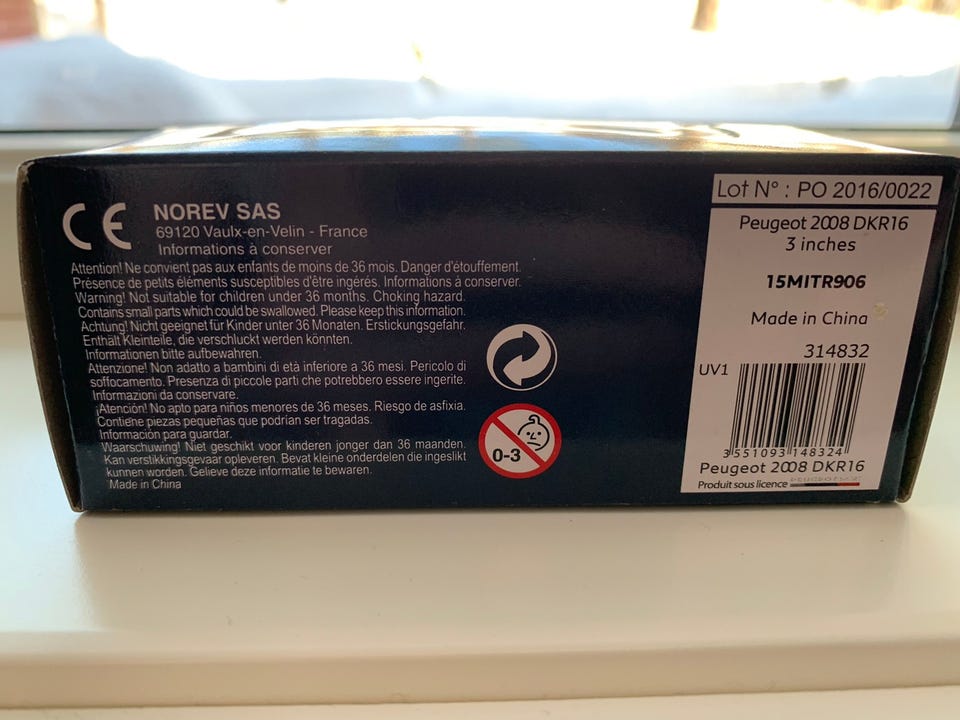 CE
NOREV SAS
69120 Vaulx-en-Velin - France
Informations à conserver
Attention! Ne convient pas aux enfants de moins de 36 mois. Danger d'étouffement.
Présence de petits éléments susceptibles d'être ingérés. Informations à conserver.
Warning! Not suitable for children under 36 months. Choking hazard.
Contains small parts which could be swallowed. Please keep this information.
Achtung! Nicht geeignet für Kinder unter 36 Monaten. Erstickungsgefahr.
Enthält Kleinteile, die verschluckt werden könnten.
Informationen bitte aufbewahren.
Attenzione! Non adatto a bambini di età inferiore a 36 mesi. Pericolo di
soffocamento. Presenza di piccole parti che potrebbero essere ingerite.
Informazioni da conservare.
¡Atención! No apto para niños menores de 36 meses. Riesgo de asfixia.
Contiene piezas pequeñas que podrían ser tragadas.
Información para guardar.
Waarschuwing! Niet geschikt voor kinderen jonger dan 36 maanden.
Kan verstikkingsgevaar opleveren. Bevat kleine onderdelen die ingeslikt
kunnen worden. Gelieve deze informatie te bewaren.
Made in China
0-3
Lot N° : PO 2016/0022
Peugeot 2008 DKR16
3 inches
15MITR906
Made in China
314832
UV1
3 551093 148324
Peugeot 2008 DKR16
Produit sous licence